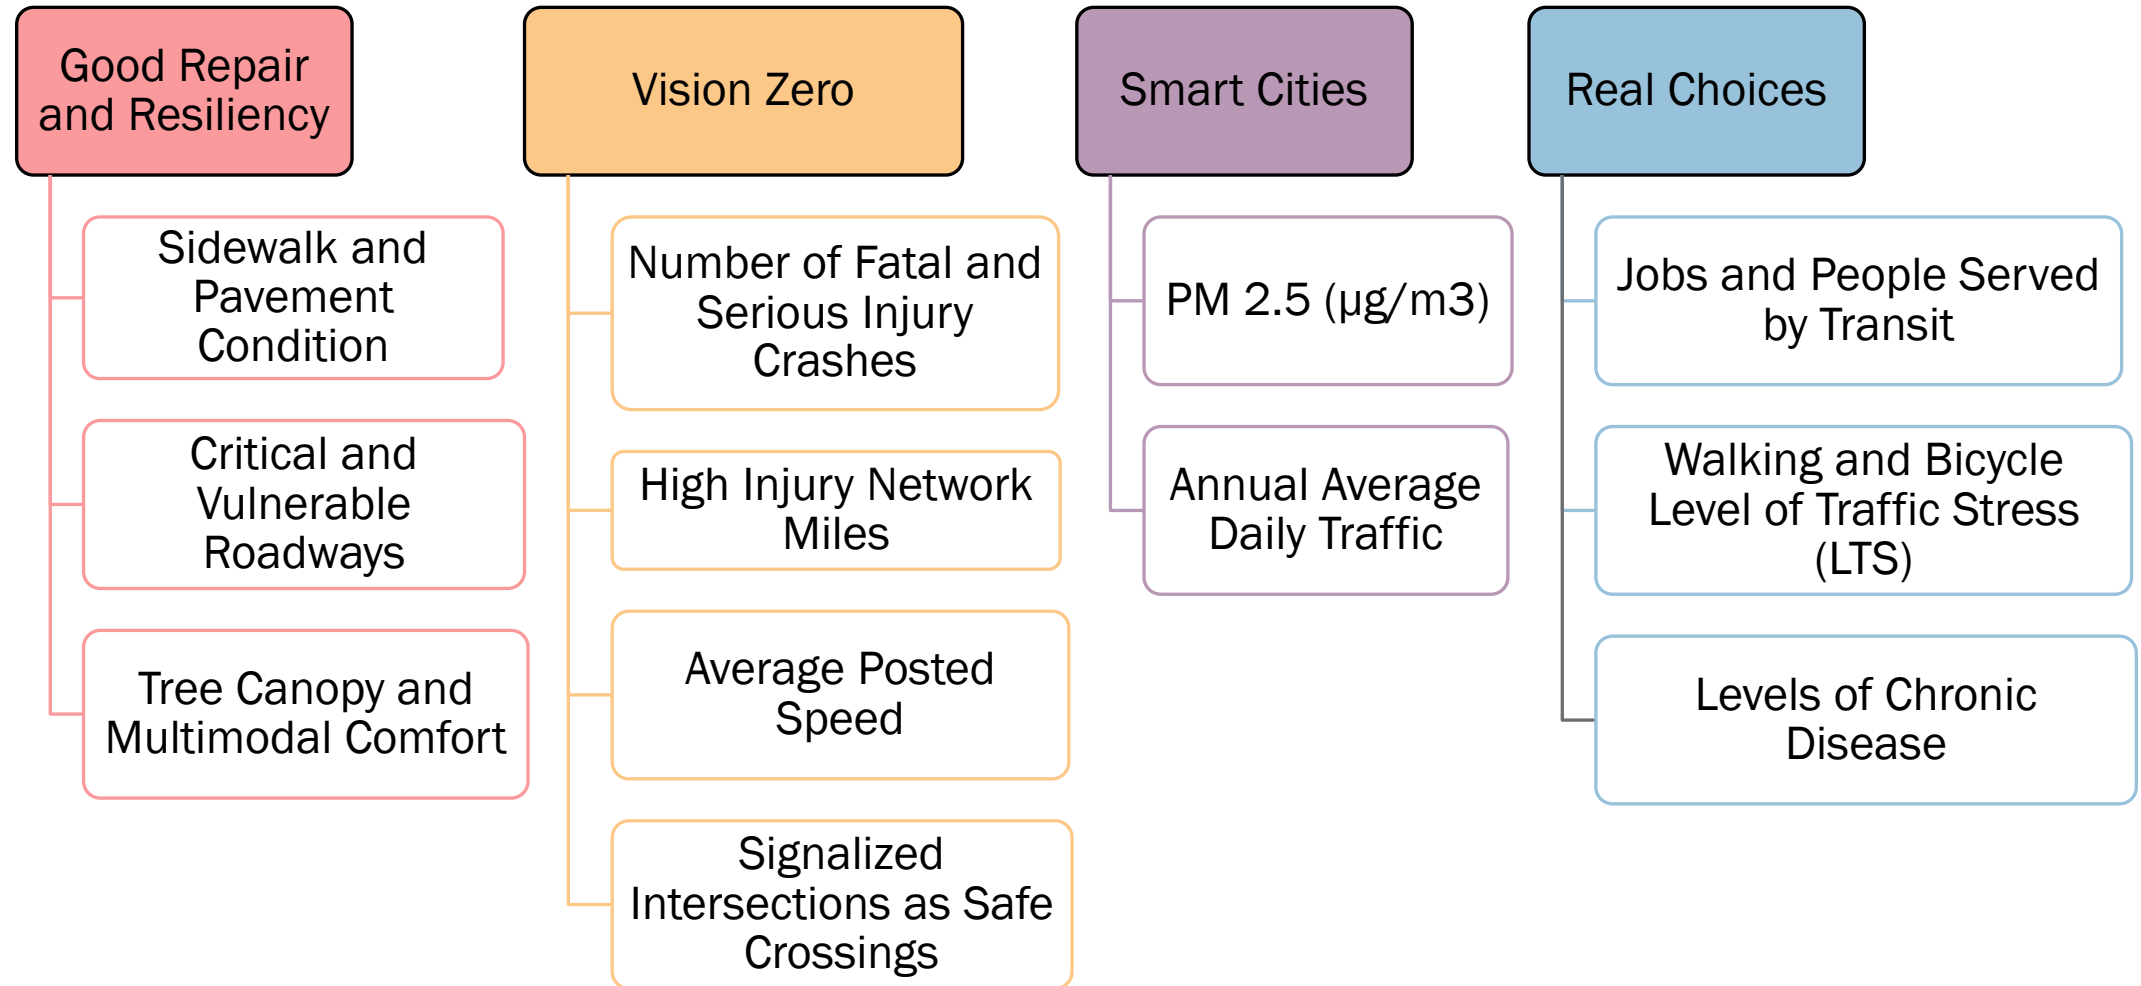 Good Repair
and Resiliency
Sidewalk and
Pavement
Condition
Critical and
Vulnerable
Roadways
Tree Canopy and
Multimodal Comfort
Vision Zero
Number of Fatal and
Serious Injury
Crashes
High Injury Network
Miles
Average Posted
Speed
Signalized
Intersections as Safe
Crossings
Smart Cities
PM 2.5 (µg/m3)
Annual Average
Daily Traffic
Real Choices
Jobs and People Served
by Transit
Walking and Bicycle
Level of Traffic Stress
(LTS)
Levels of Chronic
Disease